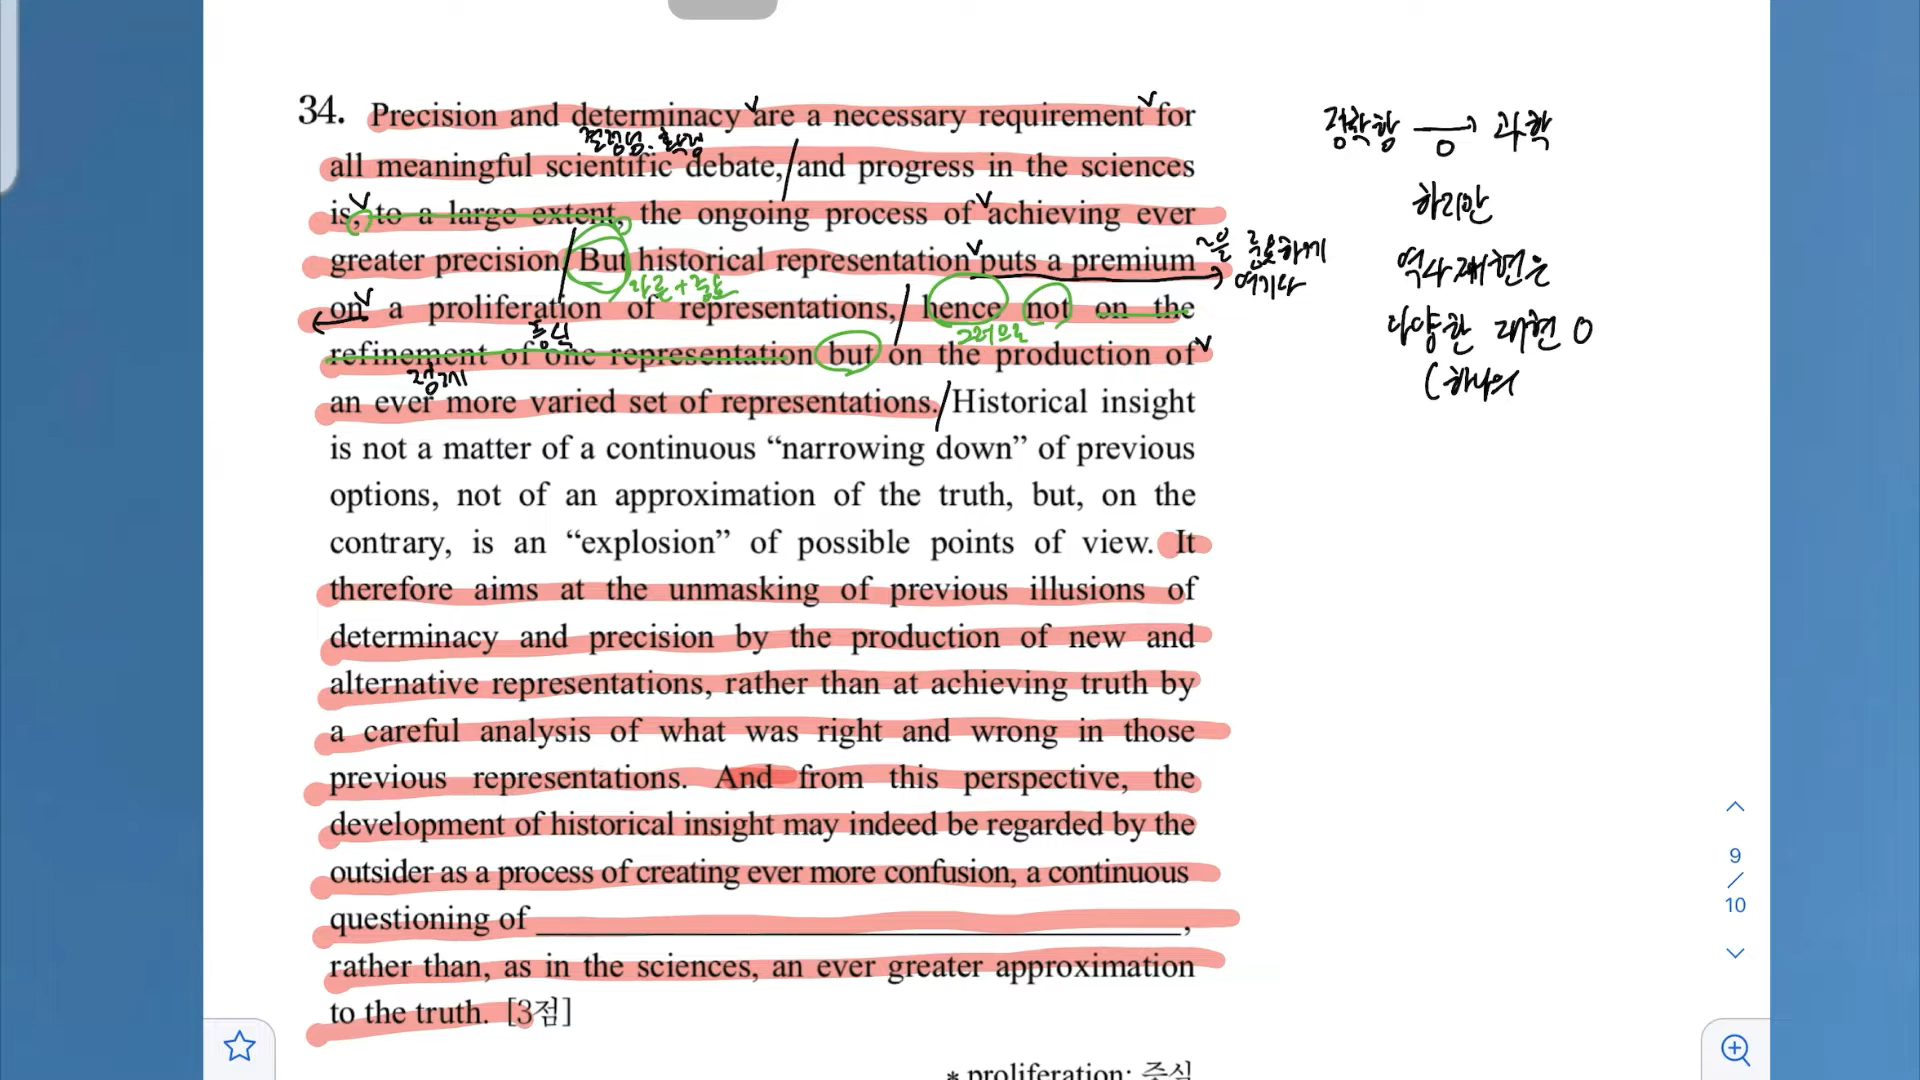 34. Precision and determinacy are a necessary requirement for
결정성. 확정
all meaningful scientific debate, and progress in the sciences
is, to a large extent, the ongoing process of achieving ever
greater precision. But historical representation puts a premium
~을 중요하게
여기다
on a proliferation of representations, hence not on the
증식
그러므로
refinement of one representation but on the production of
정제
an ever more varied set of representations. Historical insight
is not a matter of a continuous “narrowing down” of previous
options, not of an approximation of the truth, but, on the
contrary, is an “explosion” of possible points of view. It
therefore aims at the unmasking of previous illusions of
determinacy and precision by the production of new and
alternative representations, rather than at achieving truth by
a careful analysis of what was right and wrong in those
previous representations. And from this perspective, the
development of historical insight may indeed be regarded by the
outsider as a process of creating ever more confusion, a continuous
questioning of ,
rather than, as in the sciences, an ever greater approximation
to the truth. [3점]
* proliferation: 증식
정확함 → 과학
하지만
역사재현은
다양한 재현 O
(하나의
9
/
10